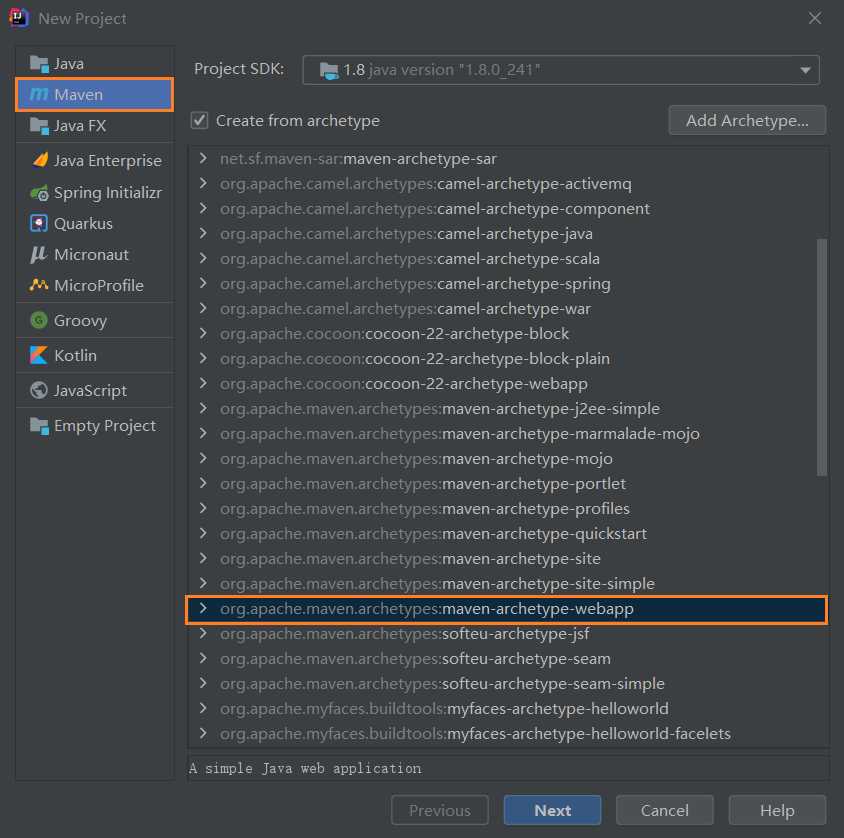 New Project
Java
Maven
Java FX
Java Enterprise
Spring Initializr
Quarkus
Micronaut
MicroProfile
Groovy
Kotlin
JavaScript
Empty Project
Project SDK: 1.8 java version "1.8.0_241"
Create from archetype Add Archetype...
net.sf.maven-sar:maven-archetype-sar
org.apache.camel.archetypes:camel-archetype-activemq
org.apache.camel.archetypes:camel-archetype-component
org.apache.camel.archetypes:camel-archetype-java
org.apache.camel.archetypes:camel-archetype-scala
org.apache.camel.archetypes:camel-archetype-spring
org.apache.camel.archetypes:camel-archetype-war
org.apache.cocoon:cocoon-22-archetype-block
org.apache.cocoon:cocoon-22-archetype-block-plain
org.apache.cocoon:cocoon-22-archetype-webapp
org.apache.maven.archetypes:maven-archetype-j2ee-simple
org.apache.maven.archetypes:maven-archetype-marmalade-mojo
org.apache.maven.archetypes:maven-archetype-mojo
org.apache.maven.archetypes:maven-archetype-portlet
org.apache.maven.archetypes:maven-archetype-profiles
org.apache.maven.archetypes:maven-archetype-quickstart
org.apache.maven.archetypes:maven-archetype-site
org.apache.maven.archetypes:maven-archetype-site-simple
org.apache.maven.archetypes:maven-archetype-webapp
org.apache.maven.archetypes:softeu-archetype-jsf
org.apache.maven.archetypes:softeu-archetype-seam
org.apache.maven.archetypes:softeu-archetype-seam-simple
org.apache.myfaces.buildtools:myfaces-archetype-helloworld
org.apache.myfaces.buildtools:myfaces-archetype-helloworld-facelets
A simple Java web application
Previous Next Cancel Help